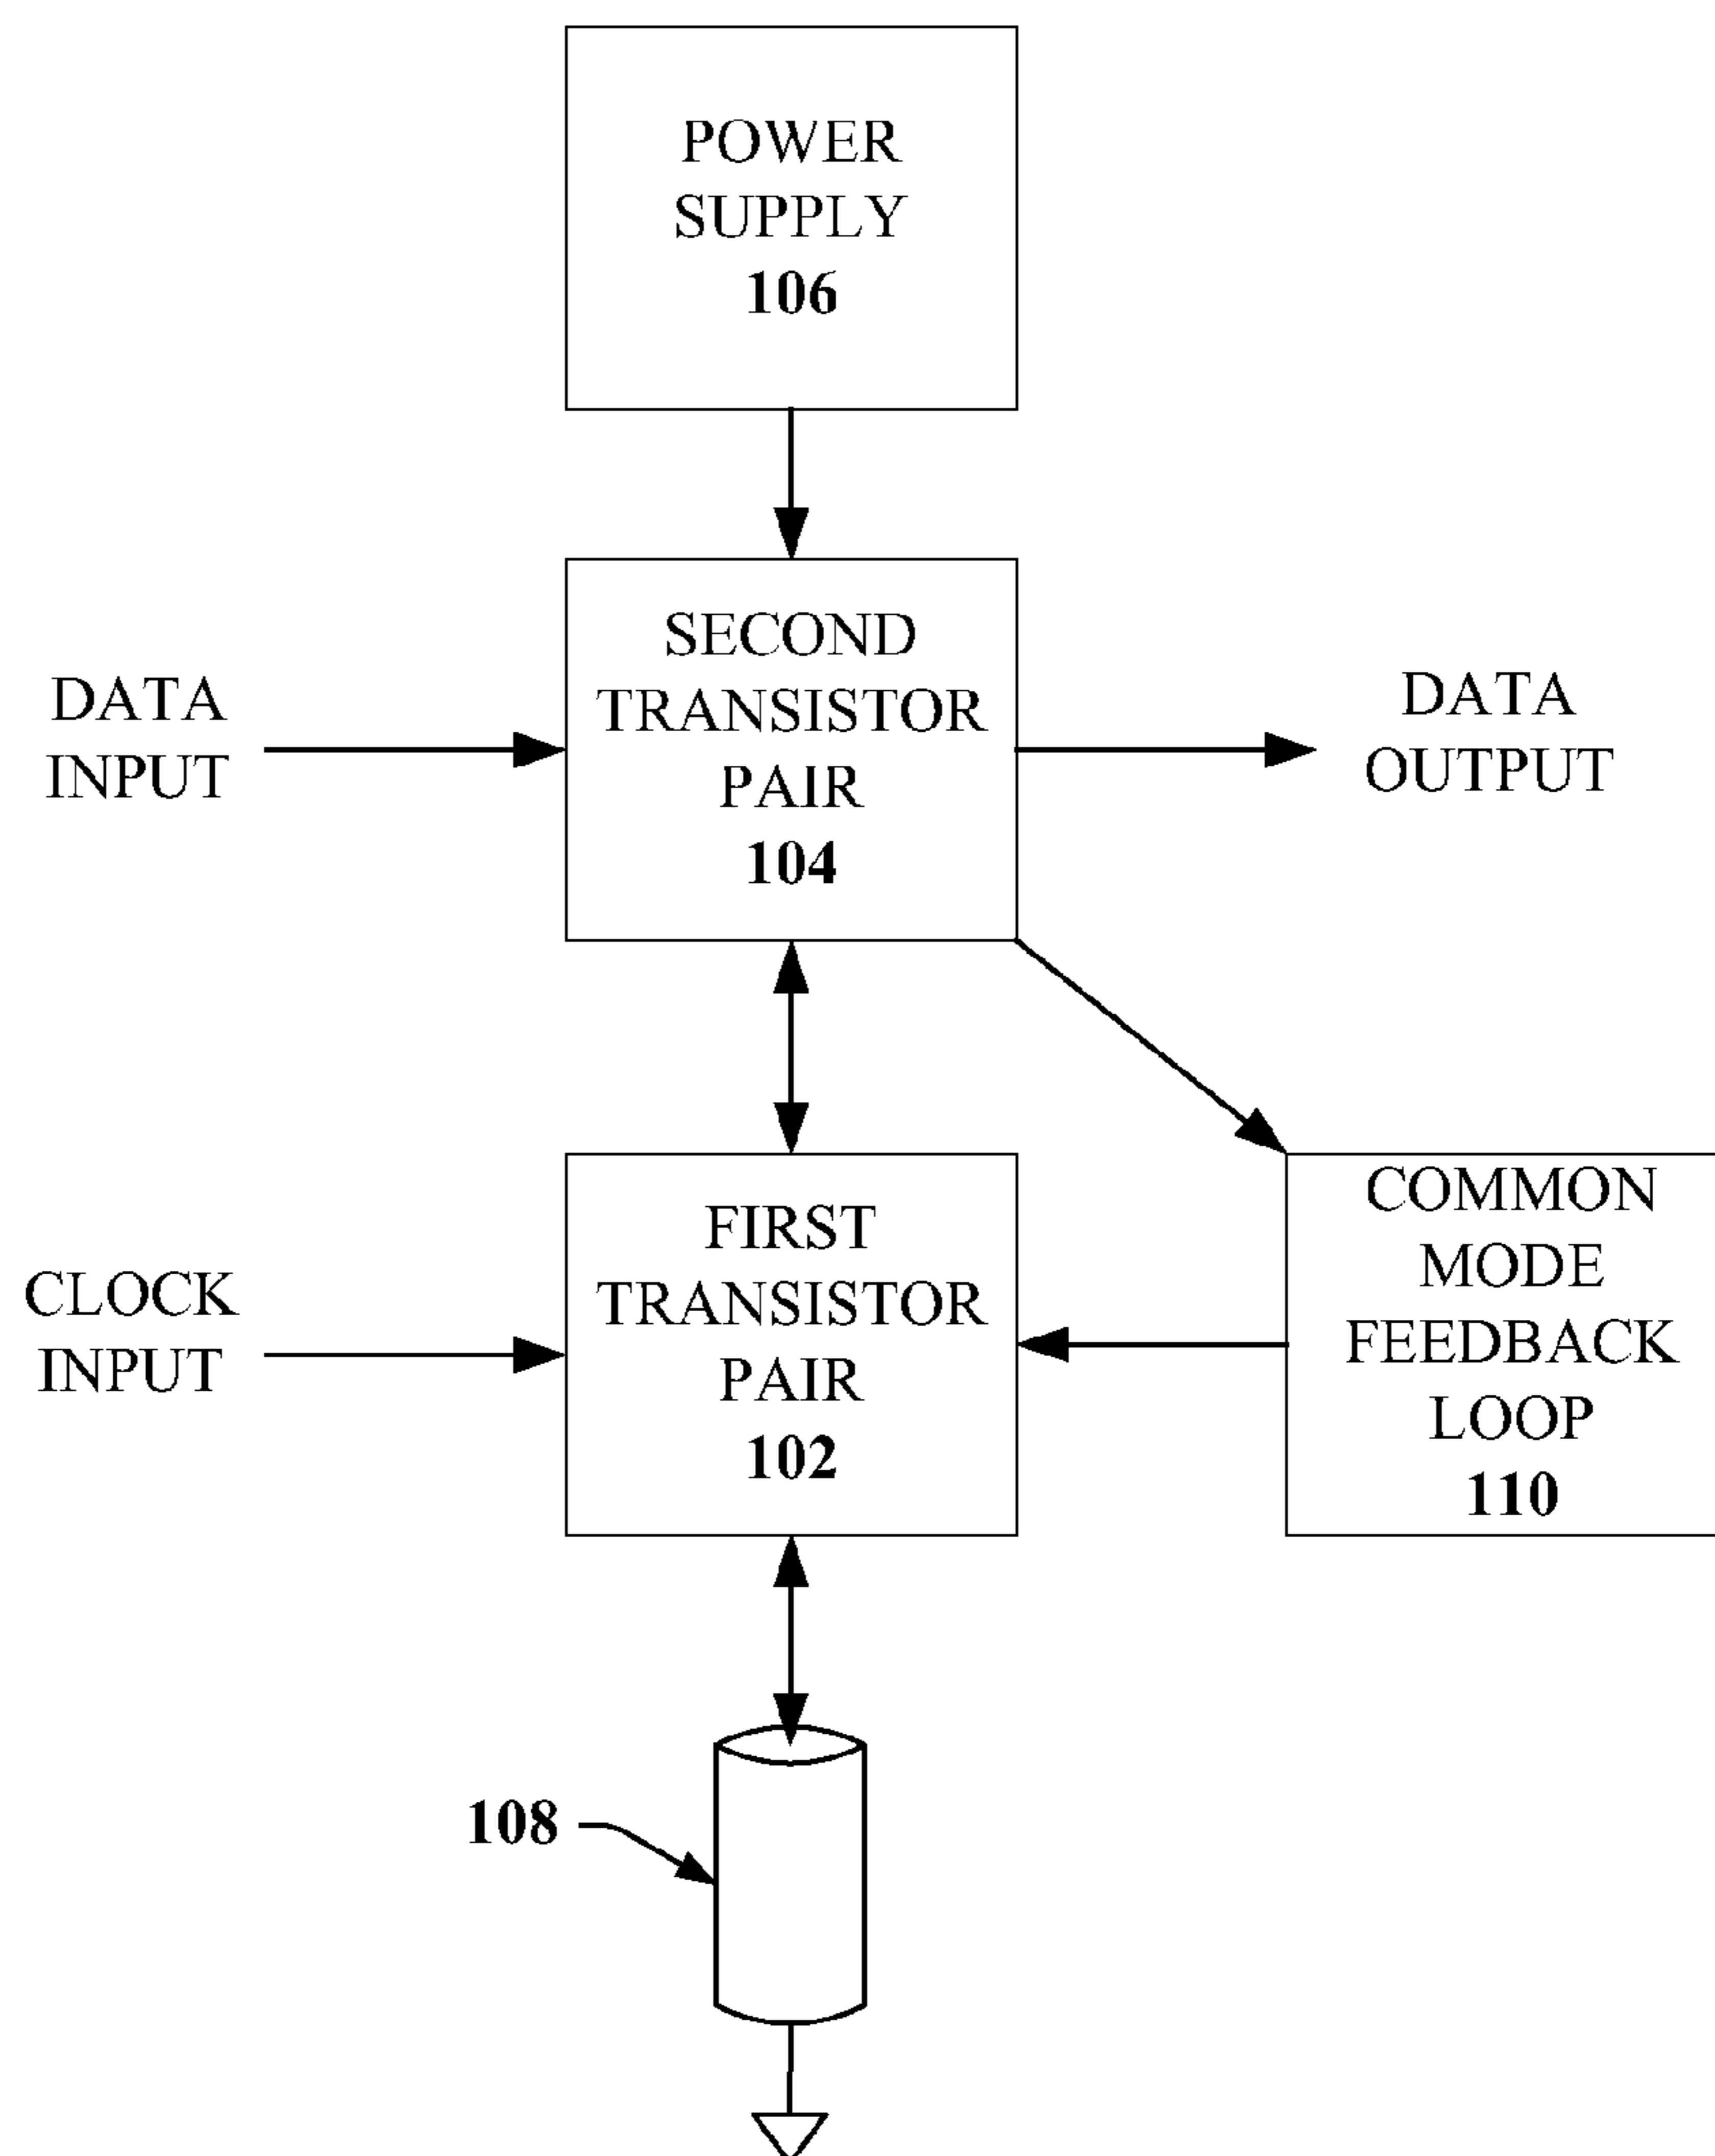 POWER
SUPPLY
106
SECOND
TRANSISTOR
PAIR
104
DATA
INPUT
DATA
OUTPUT
FIRST
TRANSISTOR
PAIR
102
CLOCK
INPUT
COMMON
MODE
FEEDBACK
LOOP
110
108